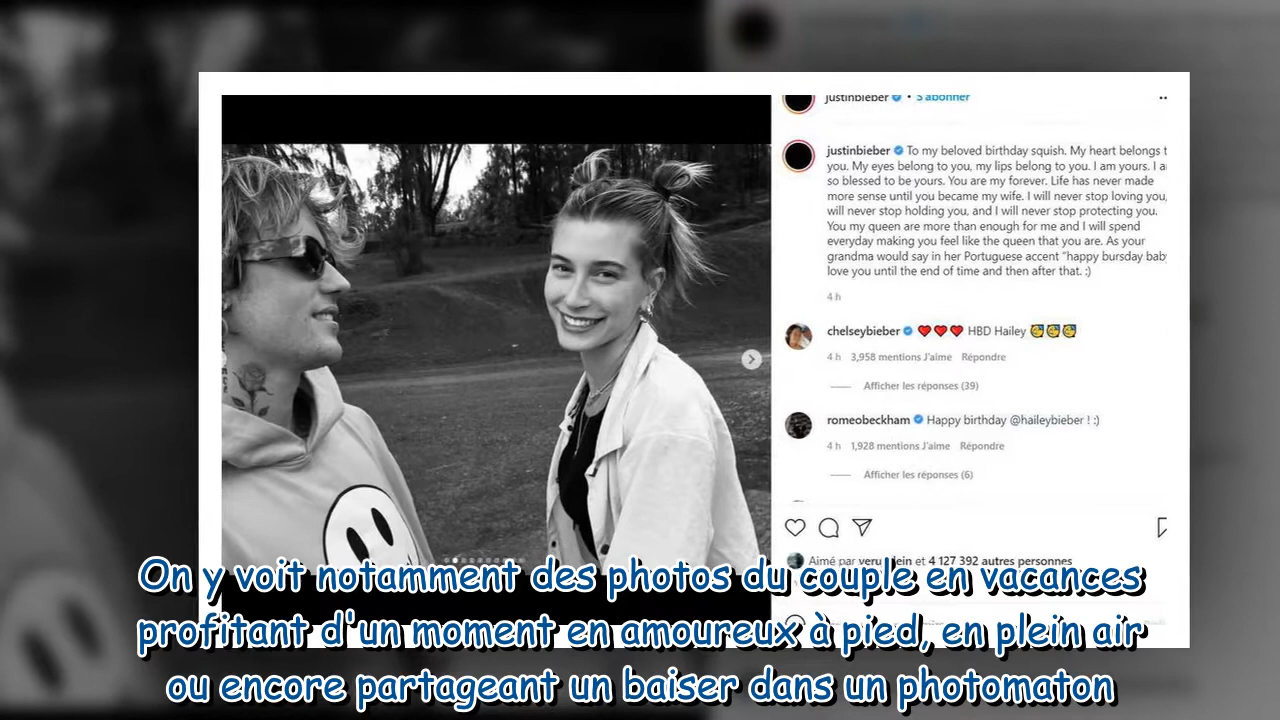 justinbieber • S'abonner
justinbieber To my beloved birthday squish. My heart belongs t
you. My eyes belong to you, my lips belong to you. I am yours. I a
so blessed to be yours. You are my forever. Life has never made
more sense until you became my wife. I will never stop loving you,
will never stop holding you, and I will never stop protecting you.
You my queen are more than enough for me and I will spend
everyday making you feel like the queen that you are. As your
grandma would say in her Portuguese accent "happy bursday bab
love you until the end of time and then after that. :)
4 h
chelseybieber ❤❤❤ HBD Hailey 🥳🥳🥳
4 h 3,958 mentions J'aime Répondre
Afficher les réponses (39)
romeobeckham Happy birthday @haileybieber ! :)
4 h 1,928 mentions J'aime Répondre
Afficher les réponses (6)
Aimé par et 4 127 392 autres personnes
On y voit notamment des photos du couple en vacances
profitant d'un moment en amoureux à pied, en plein air
ou encore partageant un baiser dans un photomaton